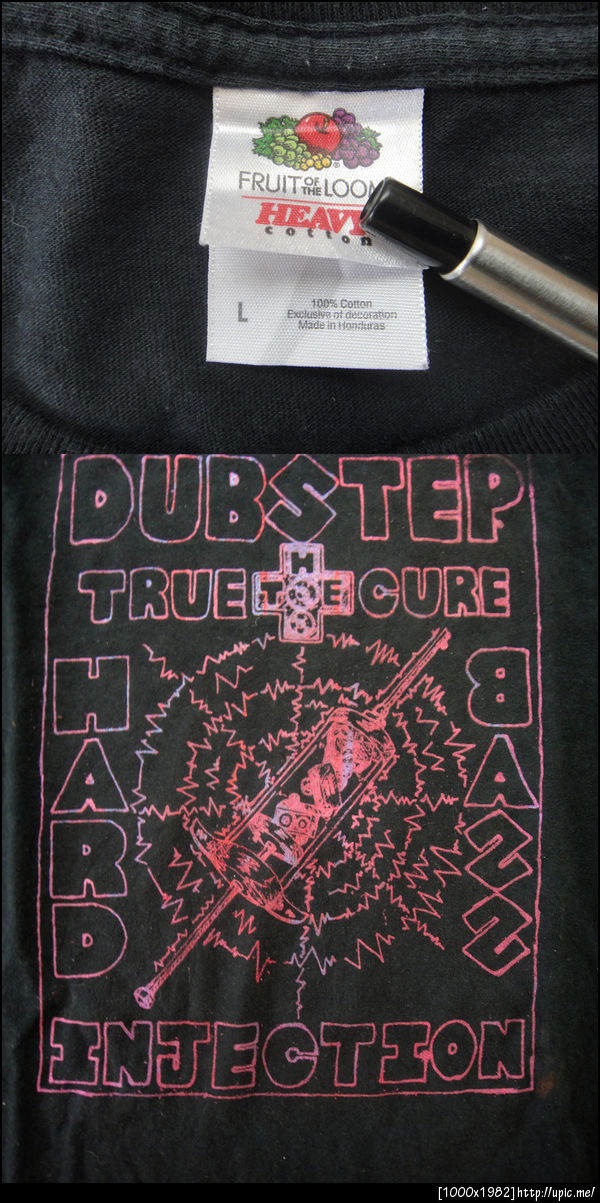 FRUIT OF THE LOOM
HEAVY
cotton
L
100% Cotton
Exclusive of decoration
Made in Honduras
DUBSTEP
TRUE THE CURE
HARD
BASS
INJECTION
[1000x1982]http://upic.me/